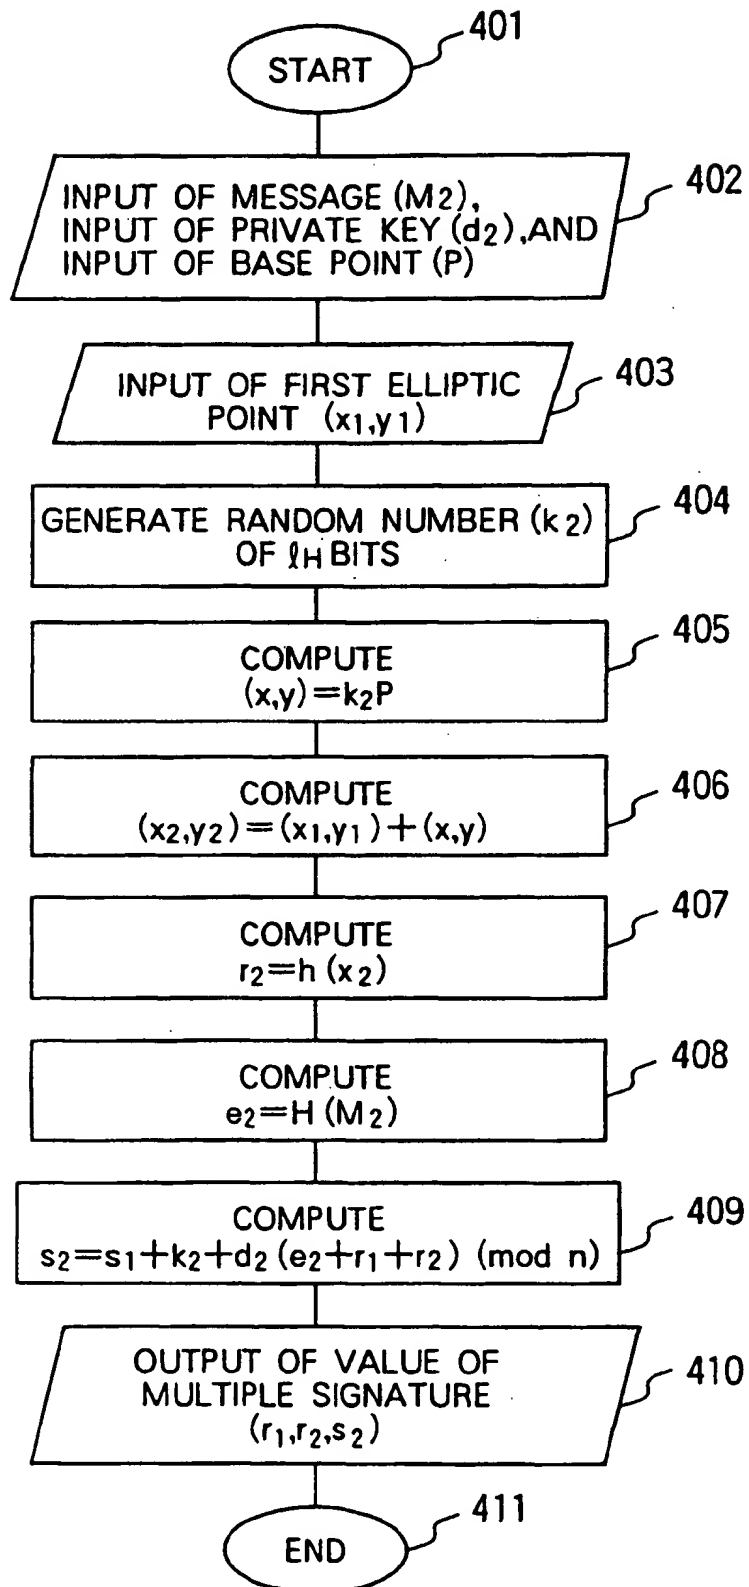 401
START
402
INPUT OF MESSAGE (M2),
INPUT OF PRIVATE KEY (d2), AND
INPUT OF BASE POINT (P)
403
INPUT OF FIRST ELLIPTIC
POINT (x1,y1)
404
GENERATE RANDOM NUMBER (k2)
OF ℓH BITS
405
COMPUTE
(x,y)=k2P
406
COMPUTE
(x2,y2)=(x1,y1)+(x,y)
407
COMPUTE
r2=h(x2)
408
COMPUTE
e2=H(M2)
409
COMPUTE
s2=s1+k2+d2(e2+r1+r2) (mod n)
410
OUTPUT OF VALUE OF
MULTIPLE SIGNATURE
(r1,r2,s2)
411
END